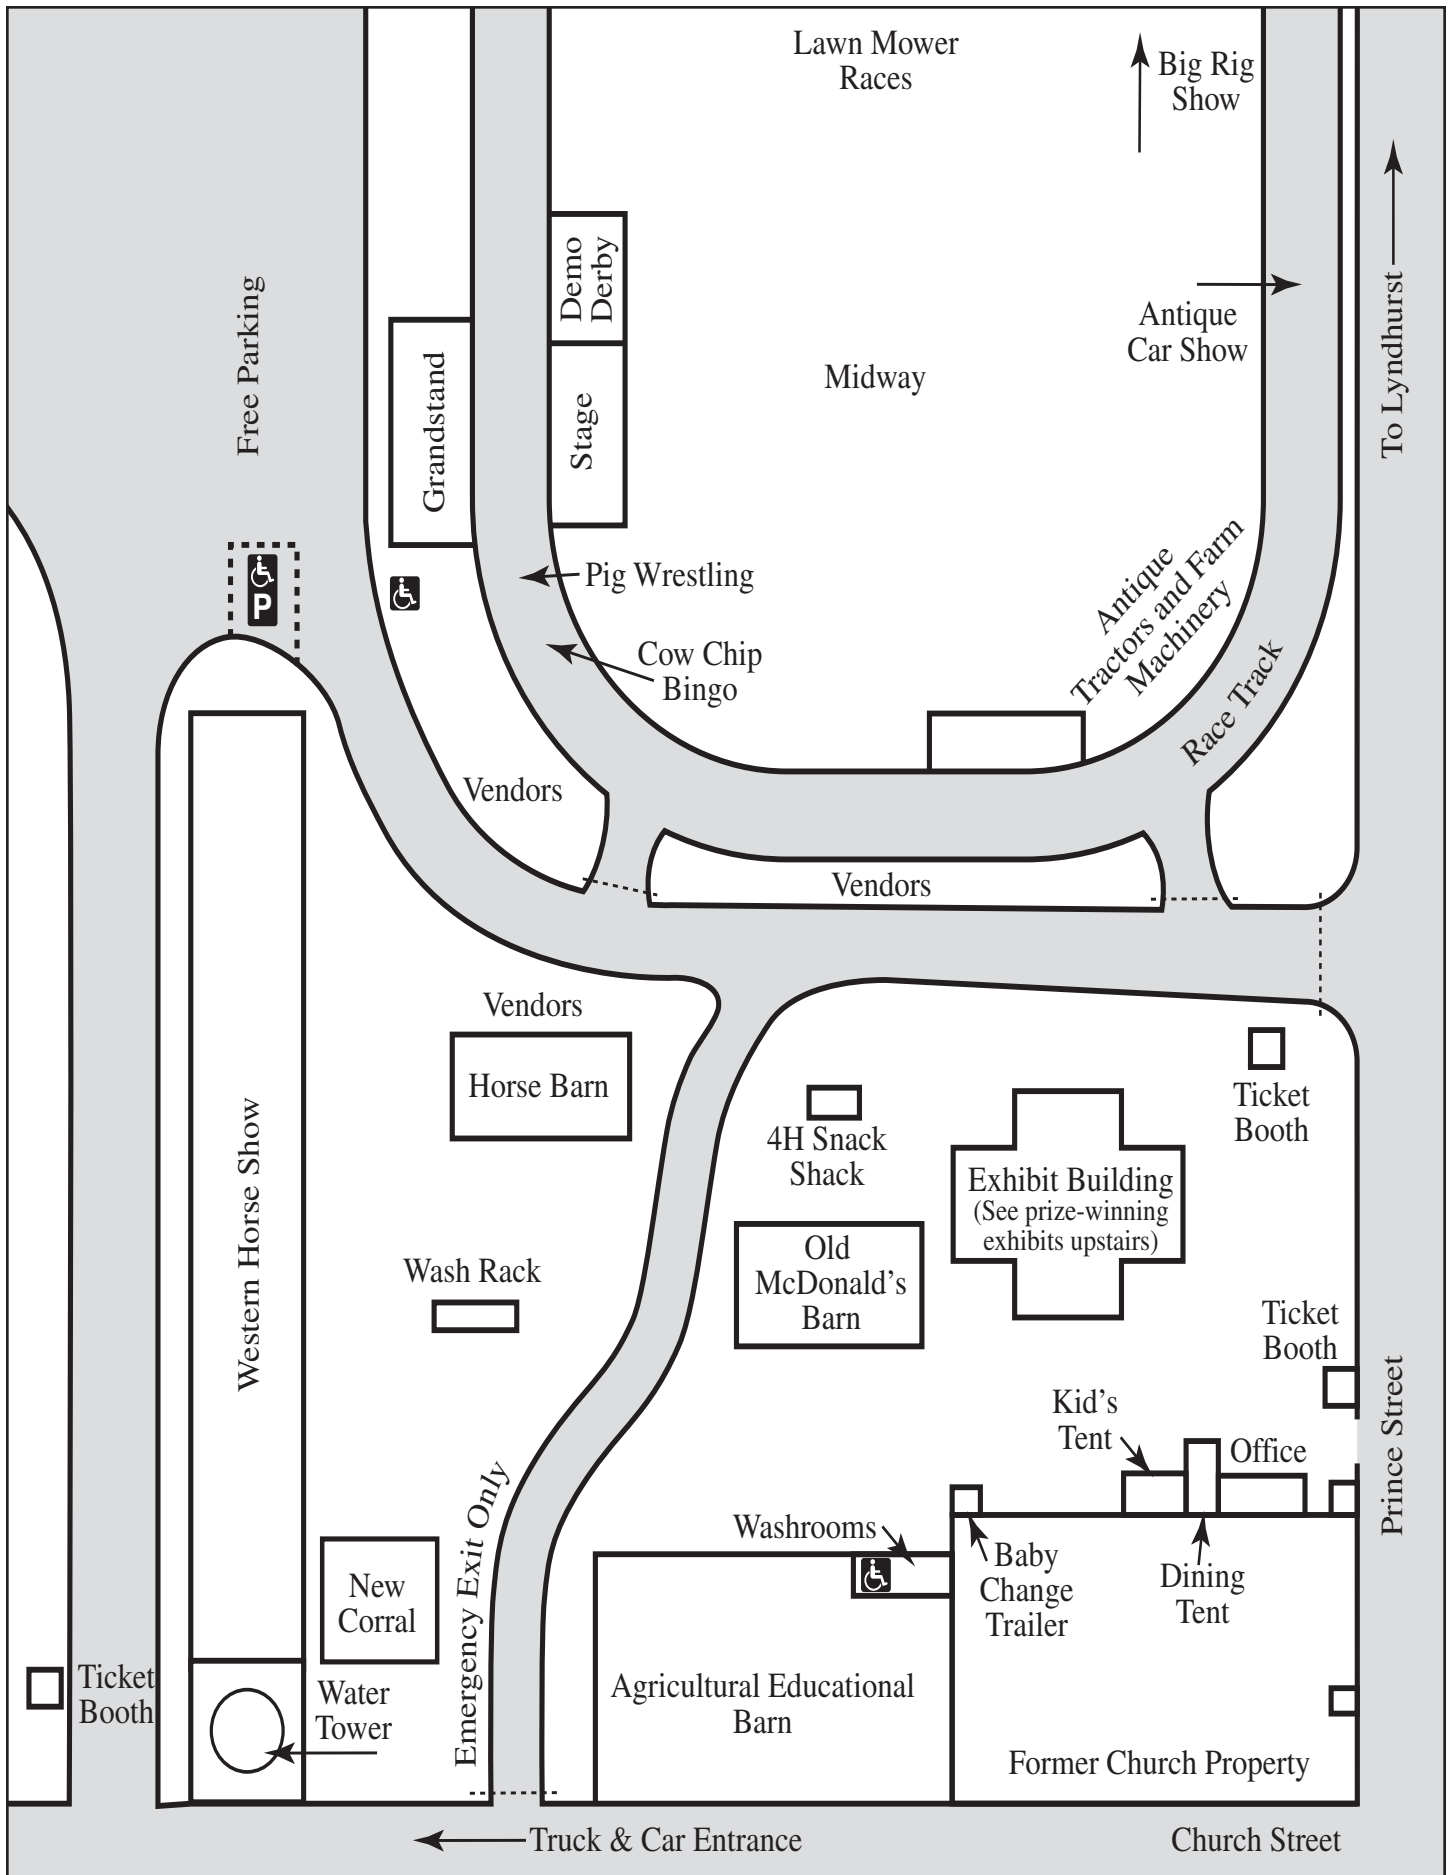 Lawn Mower
Races
Big Rig
Show
Demo
Derby
Free Parking
Antique
Car Show
To Lyndhurst
Midway
Grandstand
Stage
P
Pig Wrestling
Antique
Tractors and Farm
Machinery
Cow Chip
Bingo
Race Track
Vendors
Vendors
Vendors
Horse Barn
Ticket
Booth
4H Snack
Shack
Exhibit Building
(See prize-winning
exhibits upstairs)
Western Horse Show
Old
McDonald's
Barn
Wash Rack
Ticket
Booth
Kid's
Tent
Office
Prince Street
Emergency Exit Only
Washrooms
Baby
Change
Trailer
Dining
Tent
New
Corral
Ticket
Booth
Water
Tower
Agricultural Educational
Barn
Former Church Property
Truck & Car Entrance
Church Street